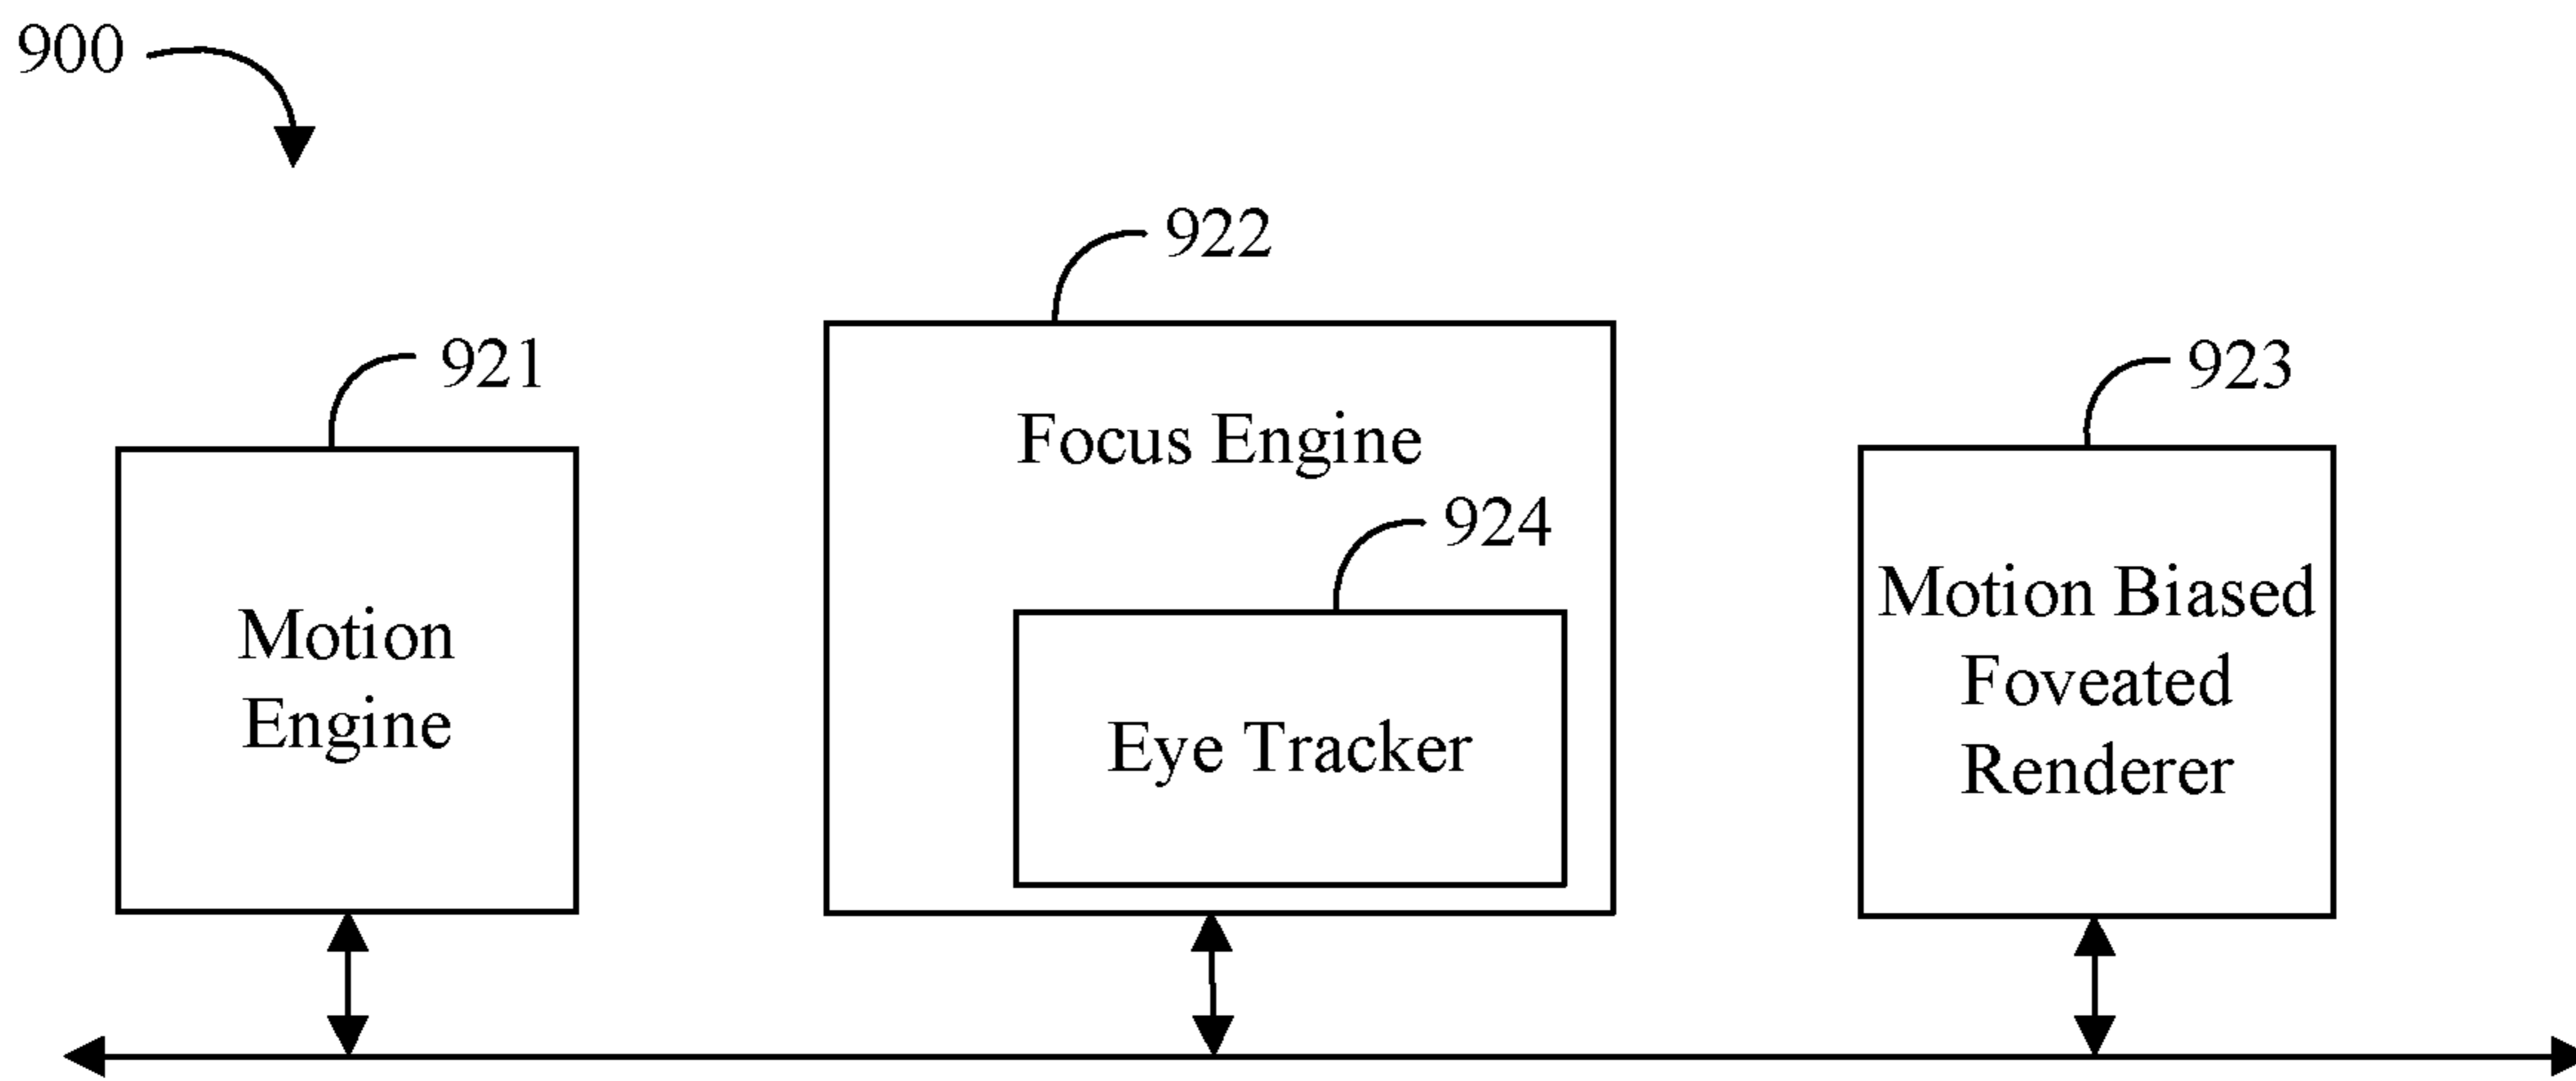 900
922
921
923
Focus Engine
924
Motion
Engine
Eye Tracker
Motion Biased
Foveated
Renderer